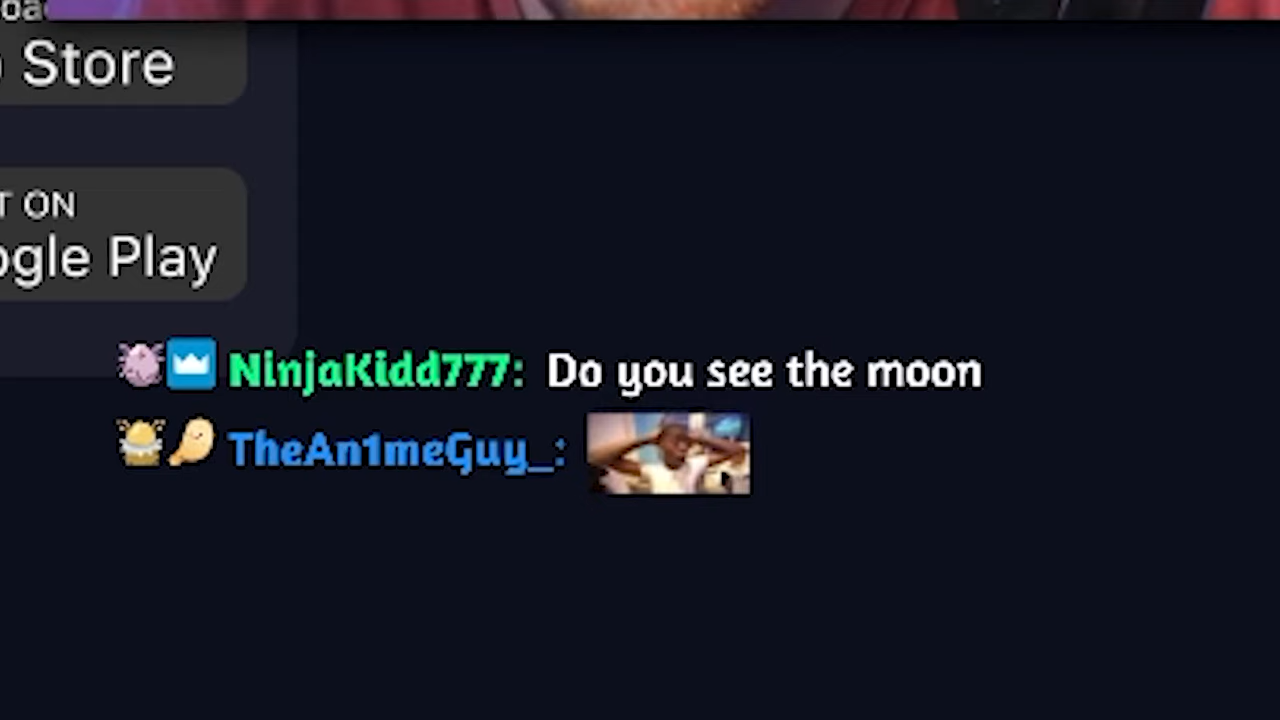 Store
T ON
ogle Play
NinjaKidd777: Do you see the moon
TheAn1meGuy_: